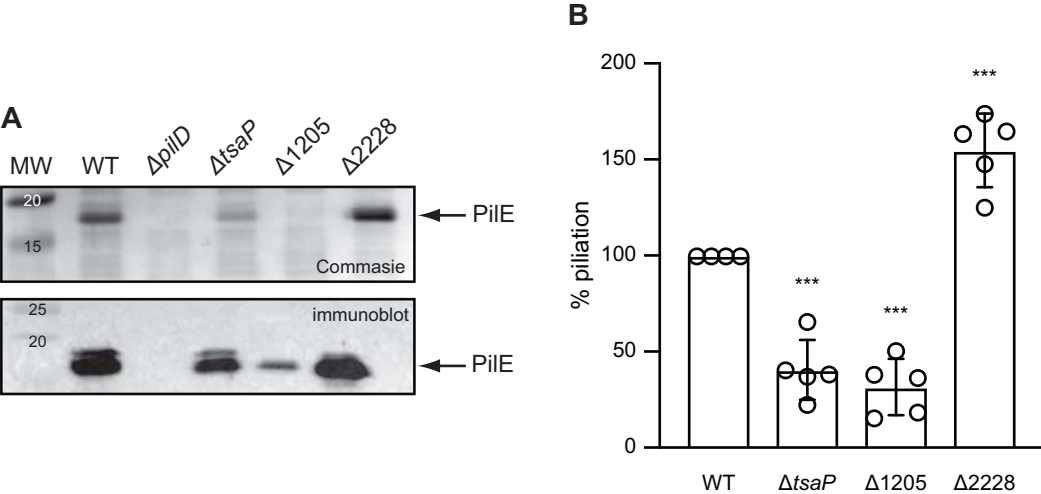 A
MW WT ΔpilD ΔtsaP Δ1205 Δ2228
20
15
PilE
Commasie
25
20
immunoblot
PilE
B
% piliation
200
150
100
50
0
***
***
***
WT ΔtsaP Δ1205 Δ2228